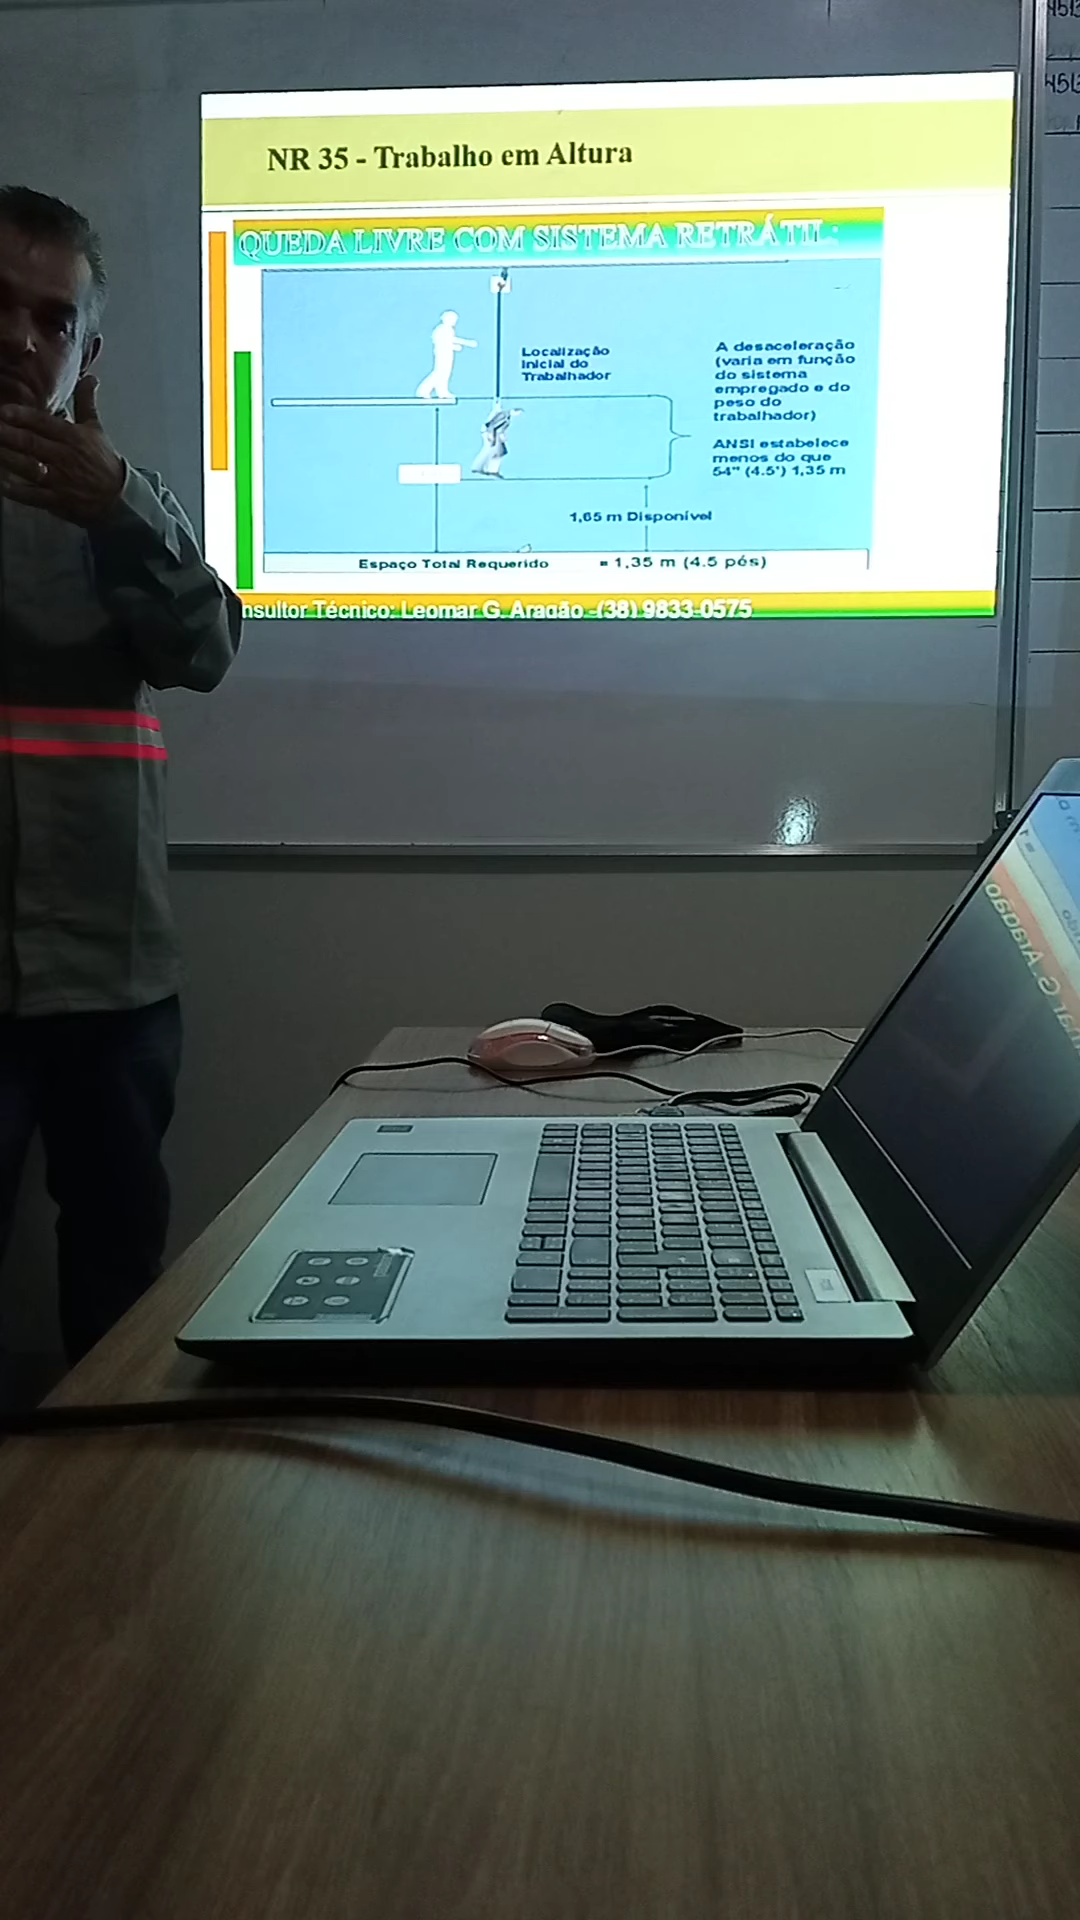 NR 35 - Trabalho em Altura
QUEDA LIVRE COM SISTEMA RETRÁTIL:
Localização
Inicial do
Trabalhador
A desaceleração
(varia em função
do sistema
empregado e do
peso do
trabalhador)
ANSI estabelece
menos do que
54" (4.5') 1,35 m
1,65 m Disponível
Espaço Total Requerido = 1,35 m (4.5 pés)
nsultor Técnico: Leomar G. Aragão -(38) 9833-0575
G. Aragão